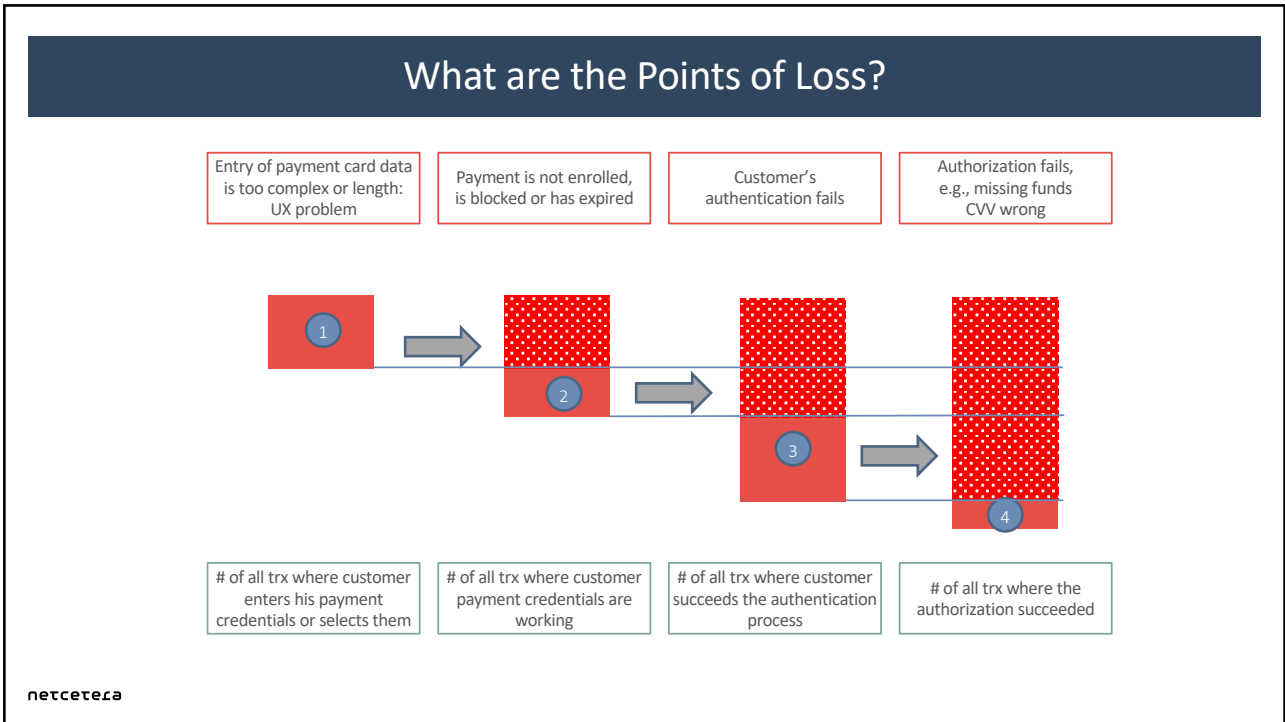 What are the Points of Loss?
Entry of payment card data
is too complex or length:
UX problem
Payment is not enrolled,
is blocked or has expired
Customer's
authentication fails
Authorization fails,
e.g., missing funds
CVV wrong
1
2
3
4
# of all trx where customer
enters his payment
credentials or selects them
# of all trx where customer
payment credentials are
working
# of all trx where customer
succeeds the authentication
process
# of all trx where the
authorization succeeded
netcetera